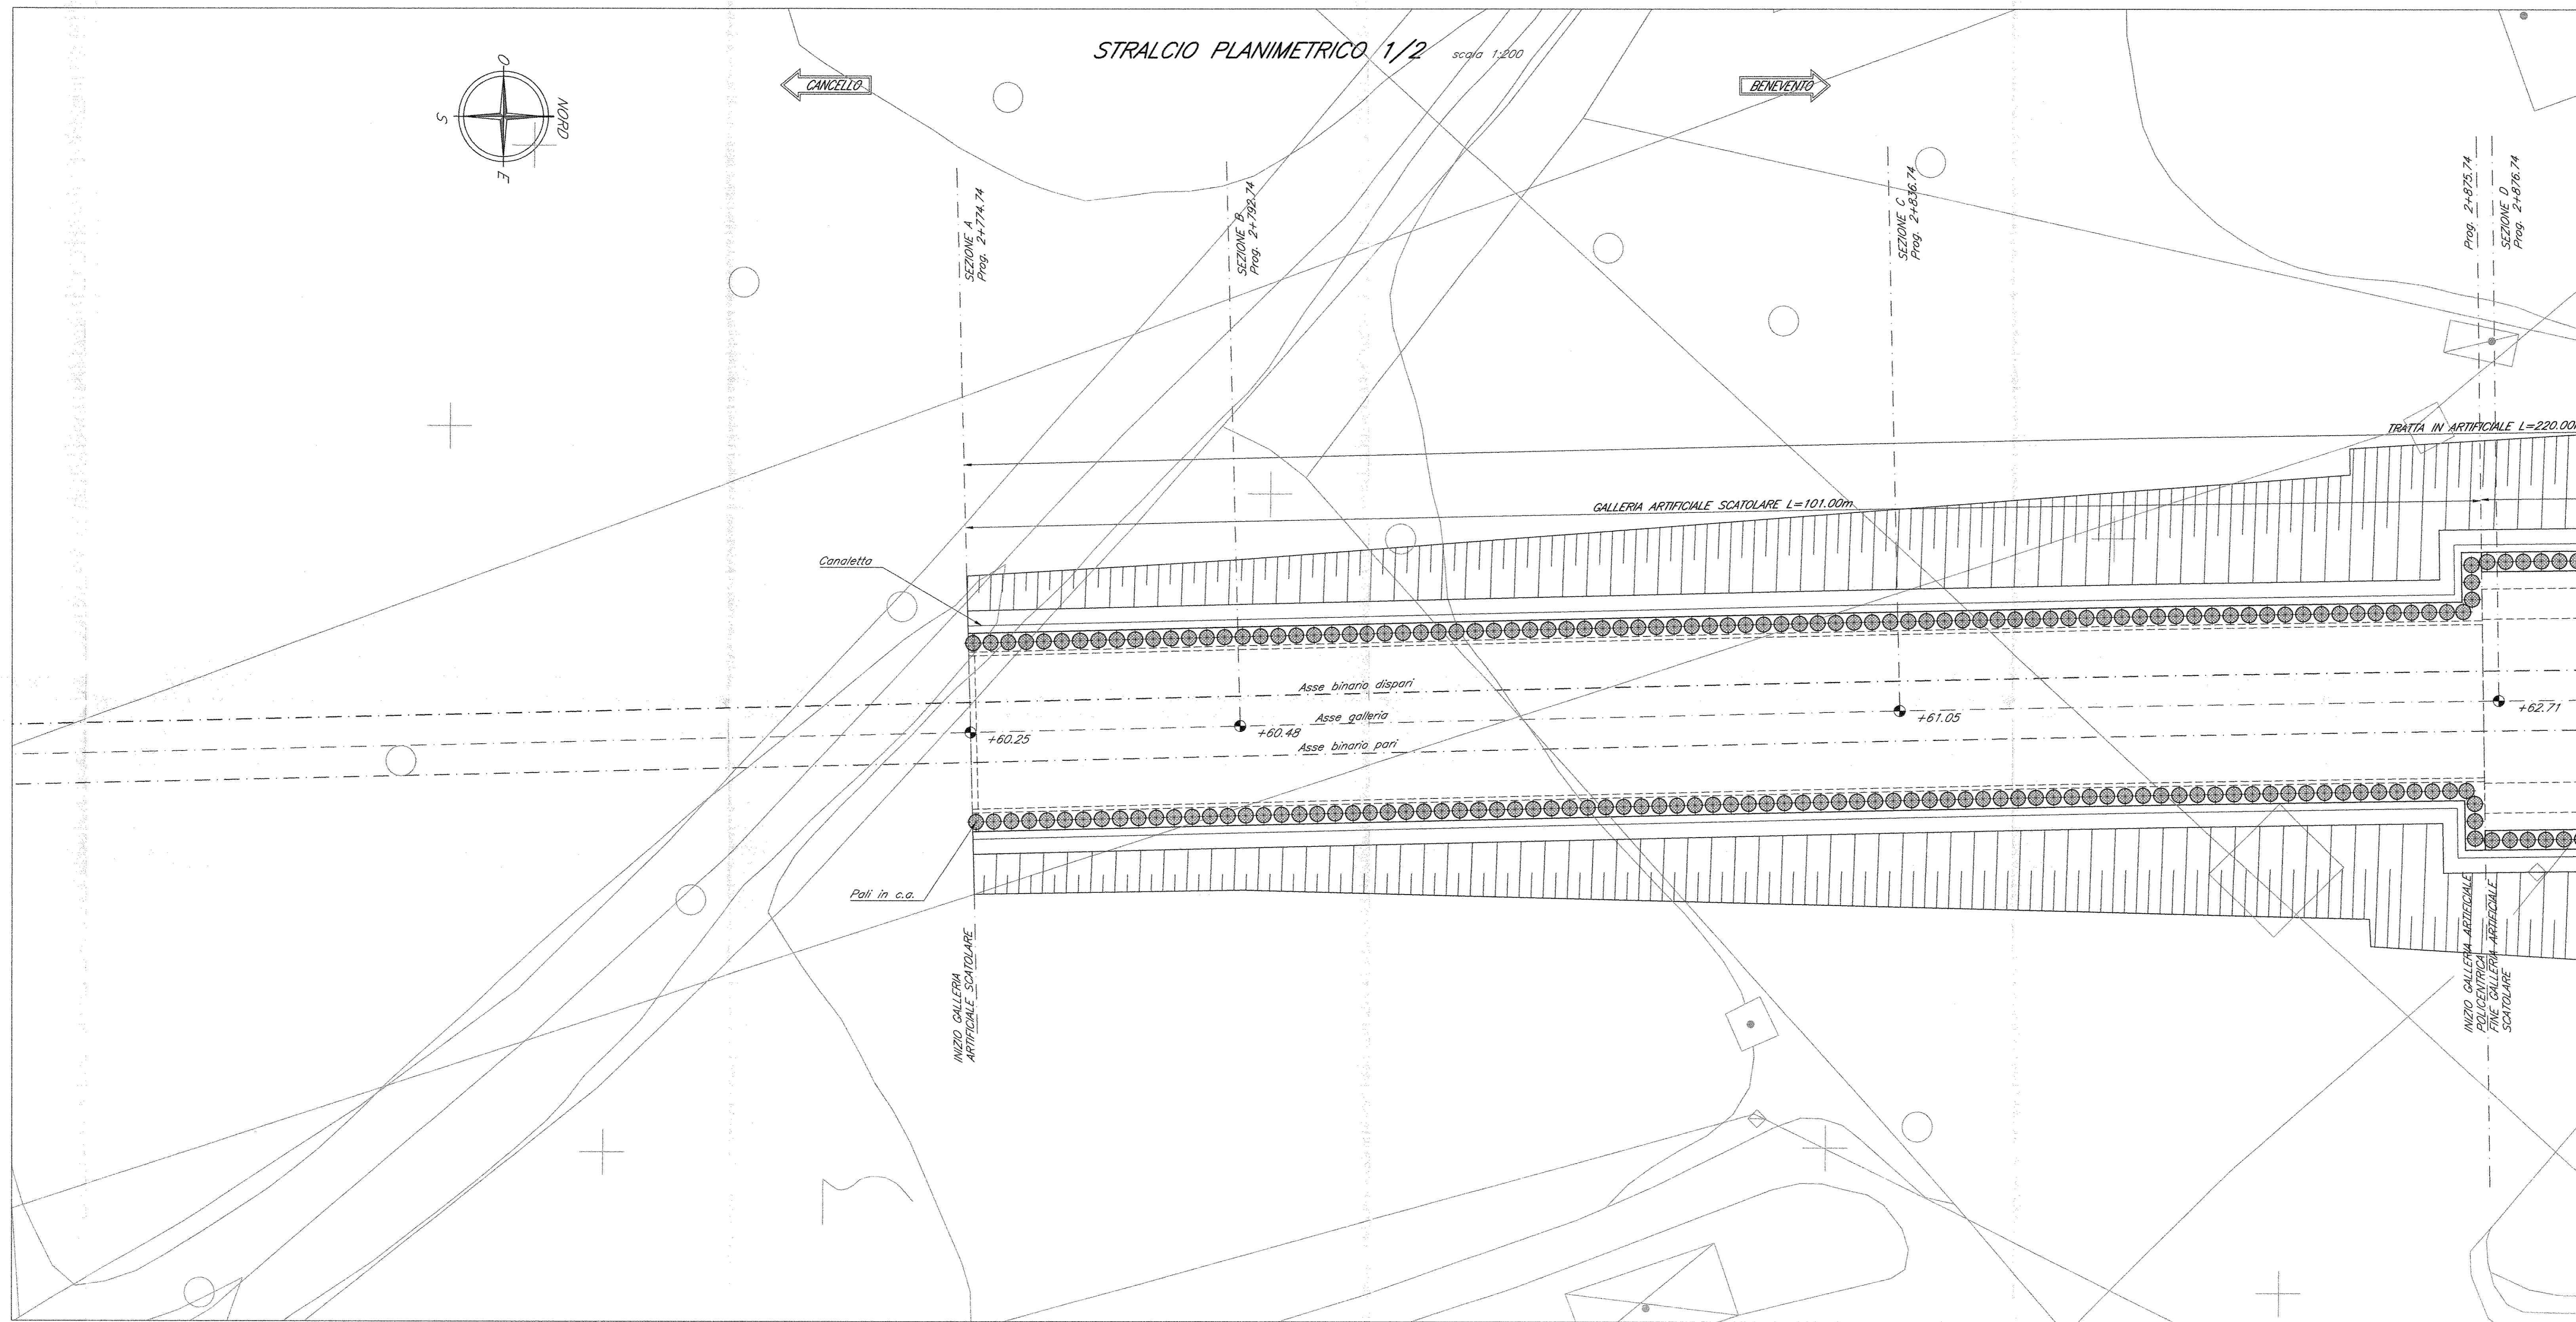 STRALCIO PLANIMETRICO 1/2 scala 1:200
CANCELLO
BENEVENTO
O
NORD
S
E
SEZIONE A
Prog. 2+774.74
SEZIONE B
Prog. 2+792.74
SEZIONE C
Prog. 2+836.74
Prog. 2+875.74
SEZIONE D
Prog. 2+876.74
TRATTA IN ARTIFICIALE L=220.00
GALLERIA ARTIFICIALE SCATOLARE L=101.00m
Canaletta
Asse binario dispari
Asse galleria
Asse binario pari
+60.25
+60.48
+61.05
+62.71
Pali in c.a.
INIZIO GALLERIA
ARTIFICIALE SCATOLARE
INIZIO GALLERIA ARTIFICIALE
POLICENTRICA
FINE GALLERIA ARTIFICIALE
SCATOLARE